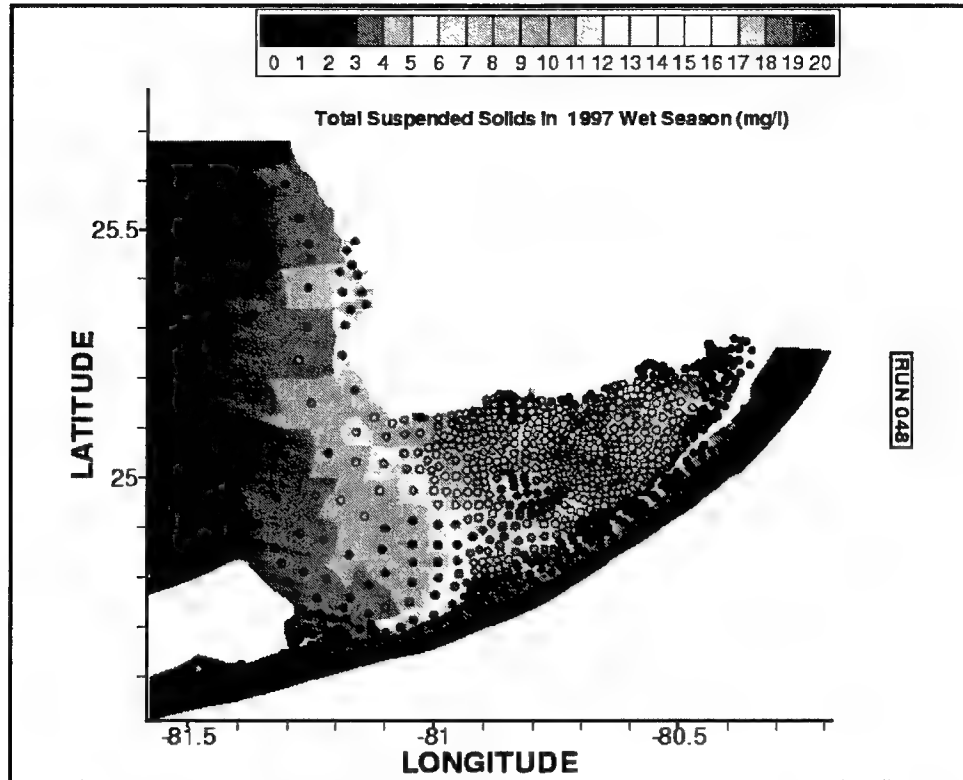 0 1 2 3 4 5 6 7 8 9 10 11 12 13 14 15 16 17 18 19 20
Total Suspended Solids in 1997 Wet Season (mg/l)
25.5
LATITUDE
25
RUN 048
-81.5 -81 -80.5
LONGITUDE